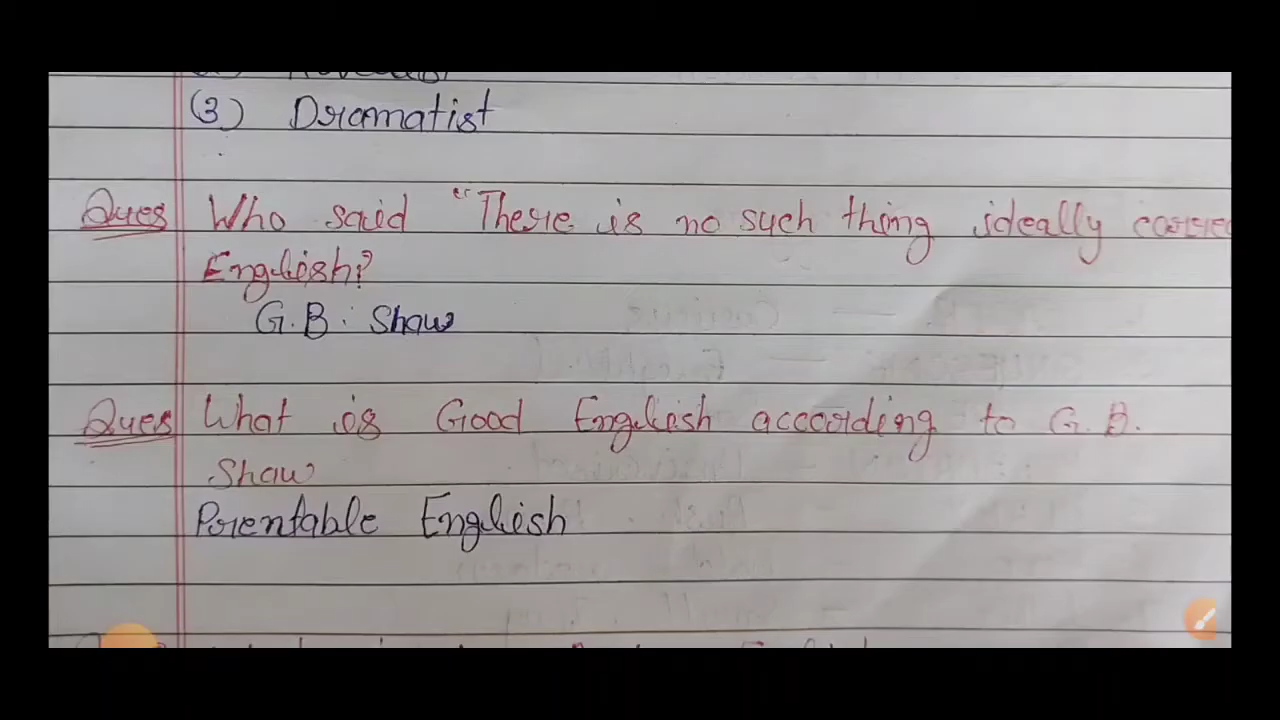 (3) Dramatist
Ques Who said "There is no such thing ideally
English?
G.B. Shaw
Ques What is Good English according to G.B.
Shaw
Prentable English